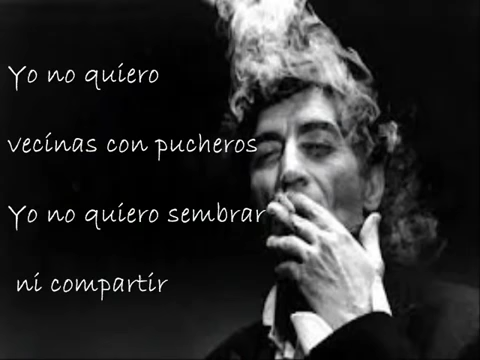 Yo no quiero
vecinas con pucheros
Yo no quiero sembrar
ni compartir